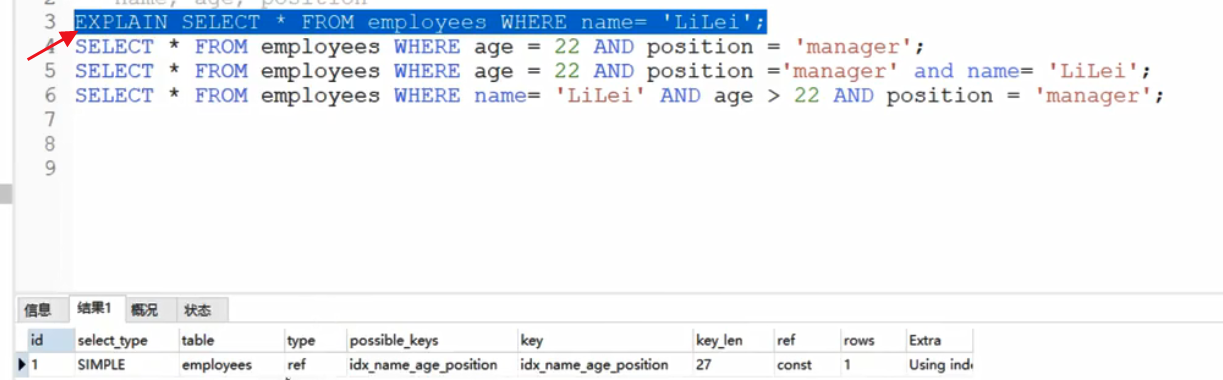 name, age, position
3 EXPLAIN SELECT * FROM employees WHERE name= 'LiLei';
4 SELECT * FROM employees WHERE age = 22 AND position = 'manager';
5 SELECT * FROM employees WHERE age = 22 AND position ='manager' and name= 'LiLei';
6 SELECT * FROM employees WHERE name= 'LiLei' AND age > 22 AND position = 'manager';
7
8
9
信息 结果1 概况 状态
id select_type table type possible_keys key key_len ref rows Extra
1 SIMPLE employees ref idx_name_age_position idx_name_age_position 27 const 1 Using